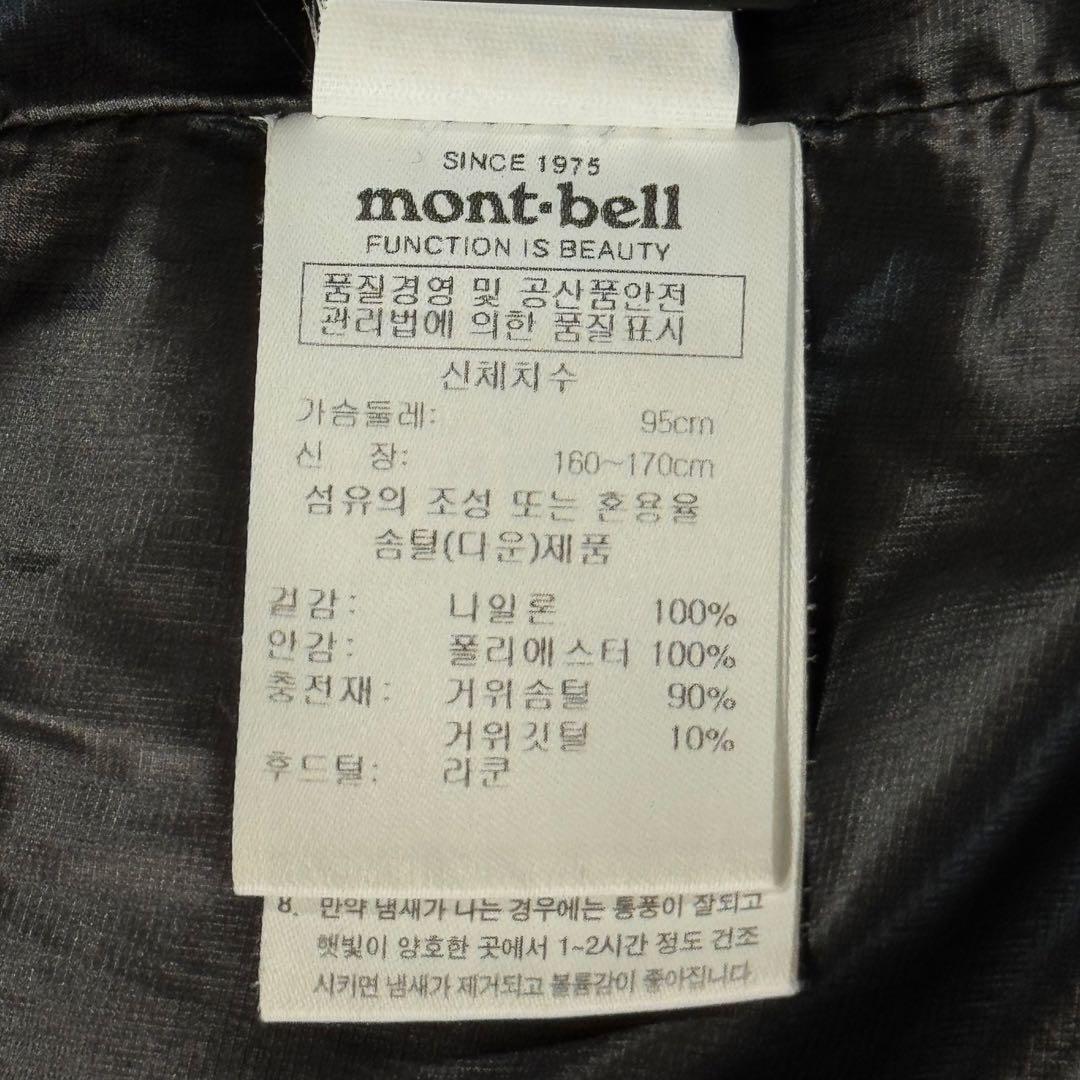 SINCE 1975
mont·bell
FUNCTION IS BEAUTY
품질경영 및 공산품안전
관리법에 의한 품질표시
신체치수
가슴둘레: 95cm
신 장: 160~170cm
섬유의 조성 또는 혼용율
솜털(다운)제품
겉감: 나일론 100%
안감: 폴리에스터 100%
충전재: 거위솜털 90%
거위깃털 10%
후드털: 라쿤
8. 만약 냄새가 나는 경우에는 통풍이 잘되고
햇빛이 양호한 곳에서 1~2시간 정도 건조
시키면 냄새가 제거되고 볼륨감이 좋아집니다